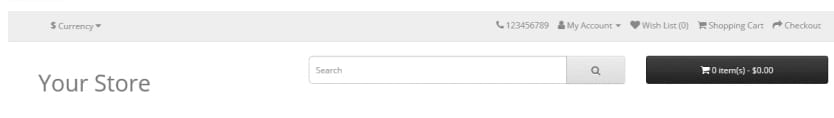 $ Currency 123456789 My Account Wish List (0) Shopping Cart Checkout
Your Store
Search
0 item(s) - $0.00